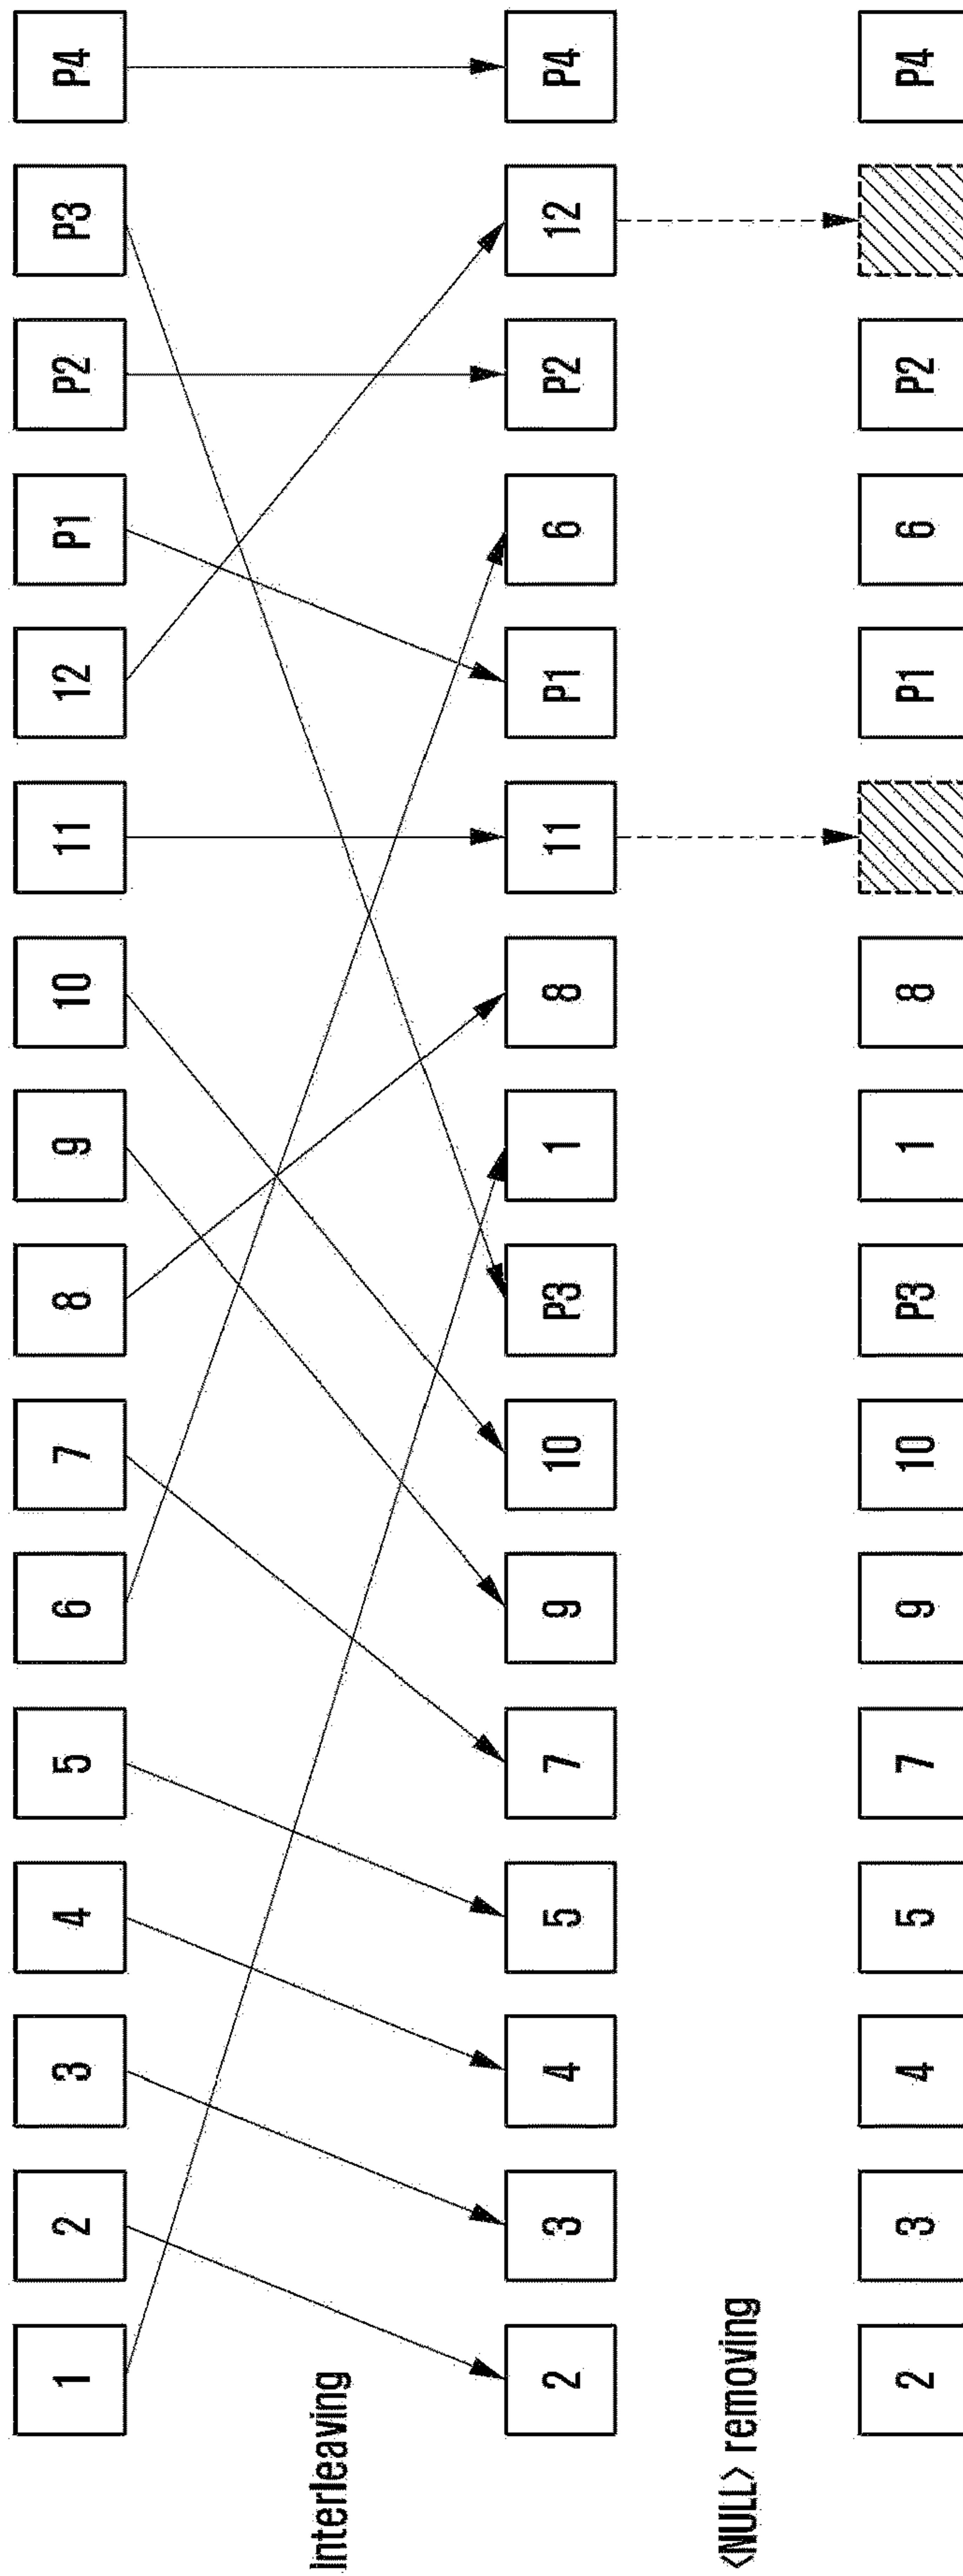 1 2 3 4 5 6 7 8 9 10 11 12 P1 P2 P3 P4
Interleaving
2 3 4 5 7 9 10 P3 1 8 11 P1 6 P2 12 P4
<NULL> removing
2 3 4 5 7 9 10 P3 1 8 P1 6 P2 P4